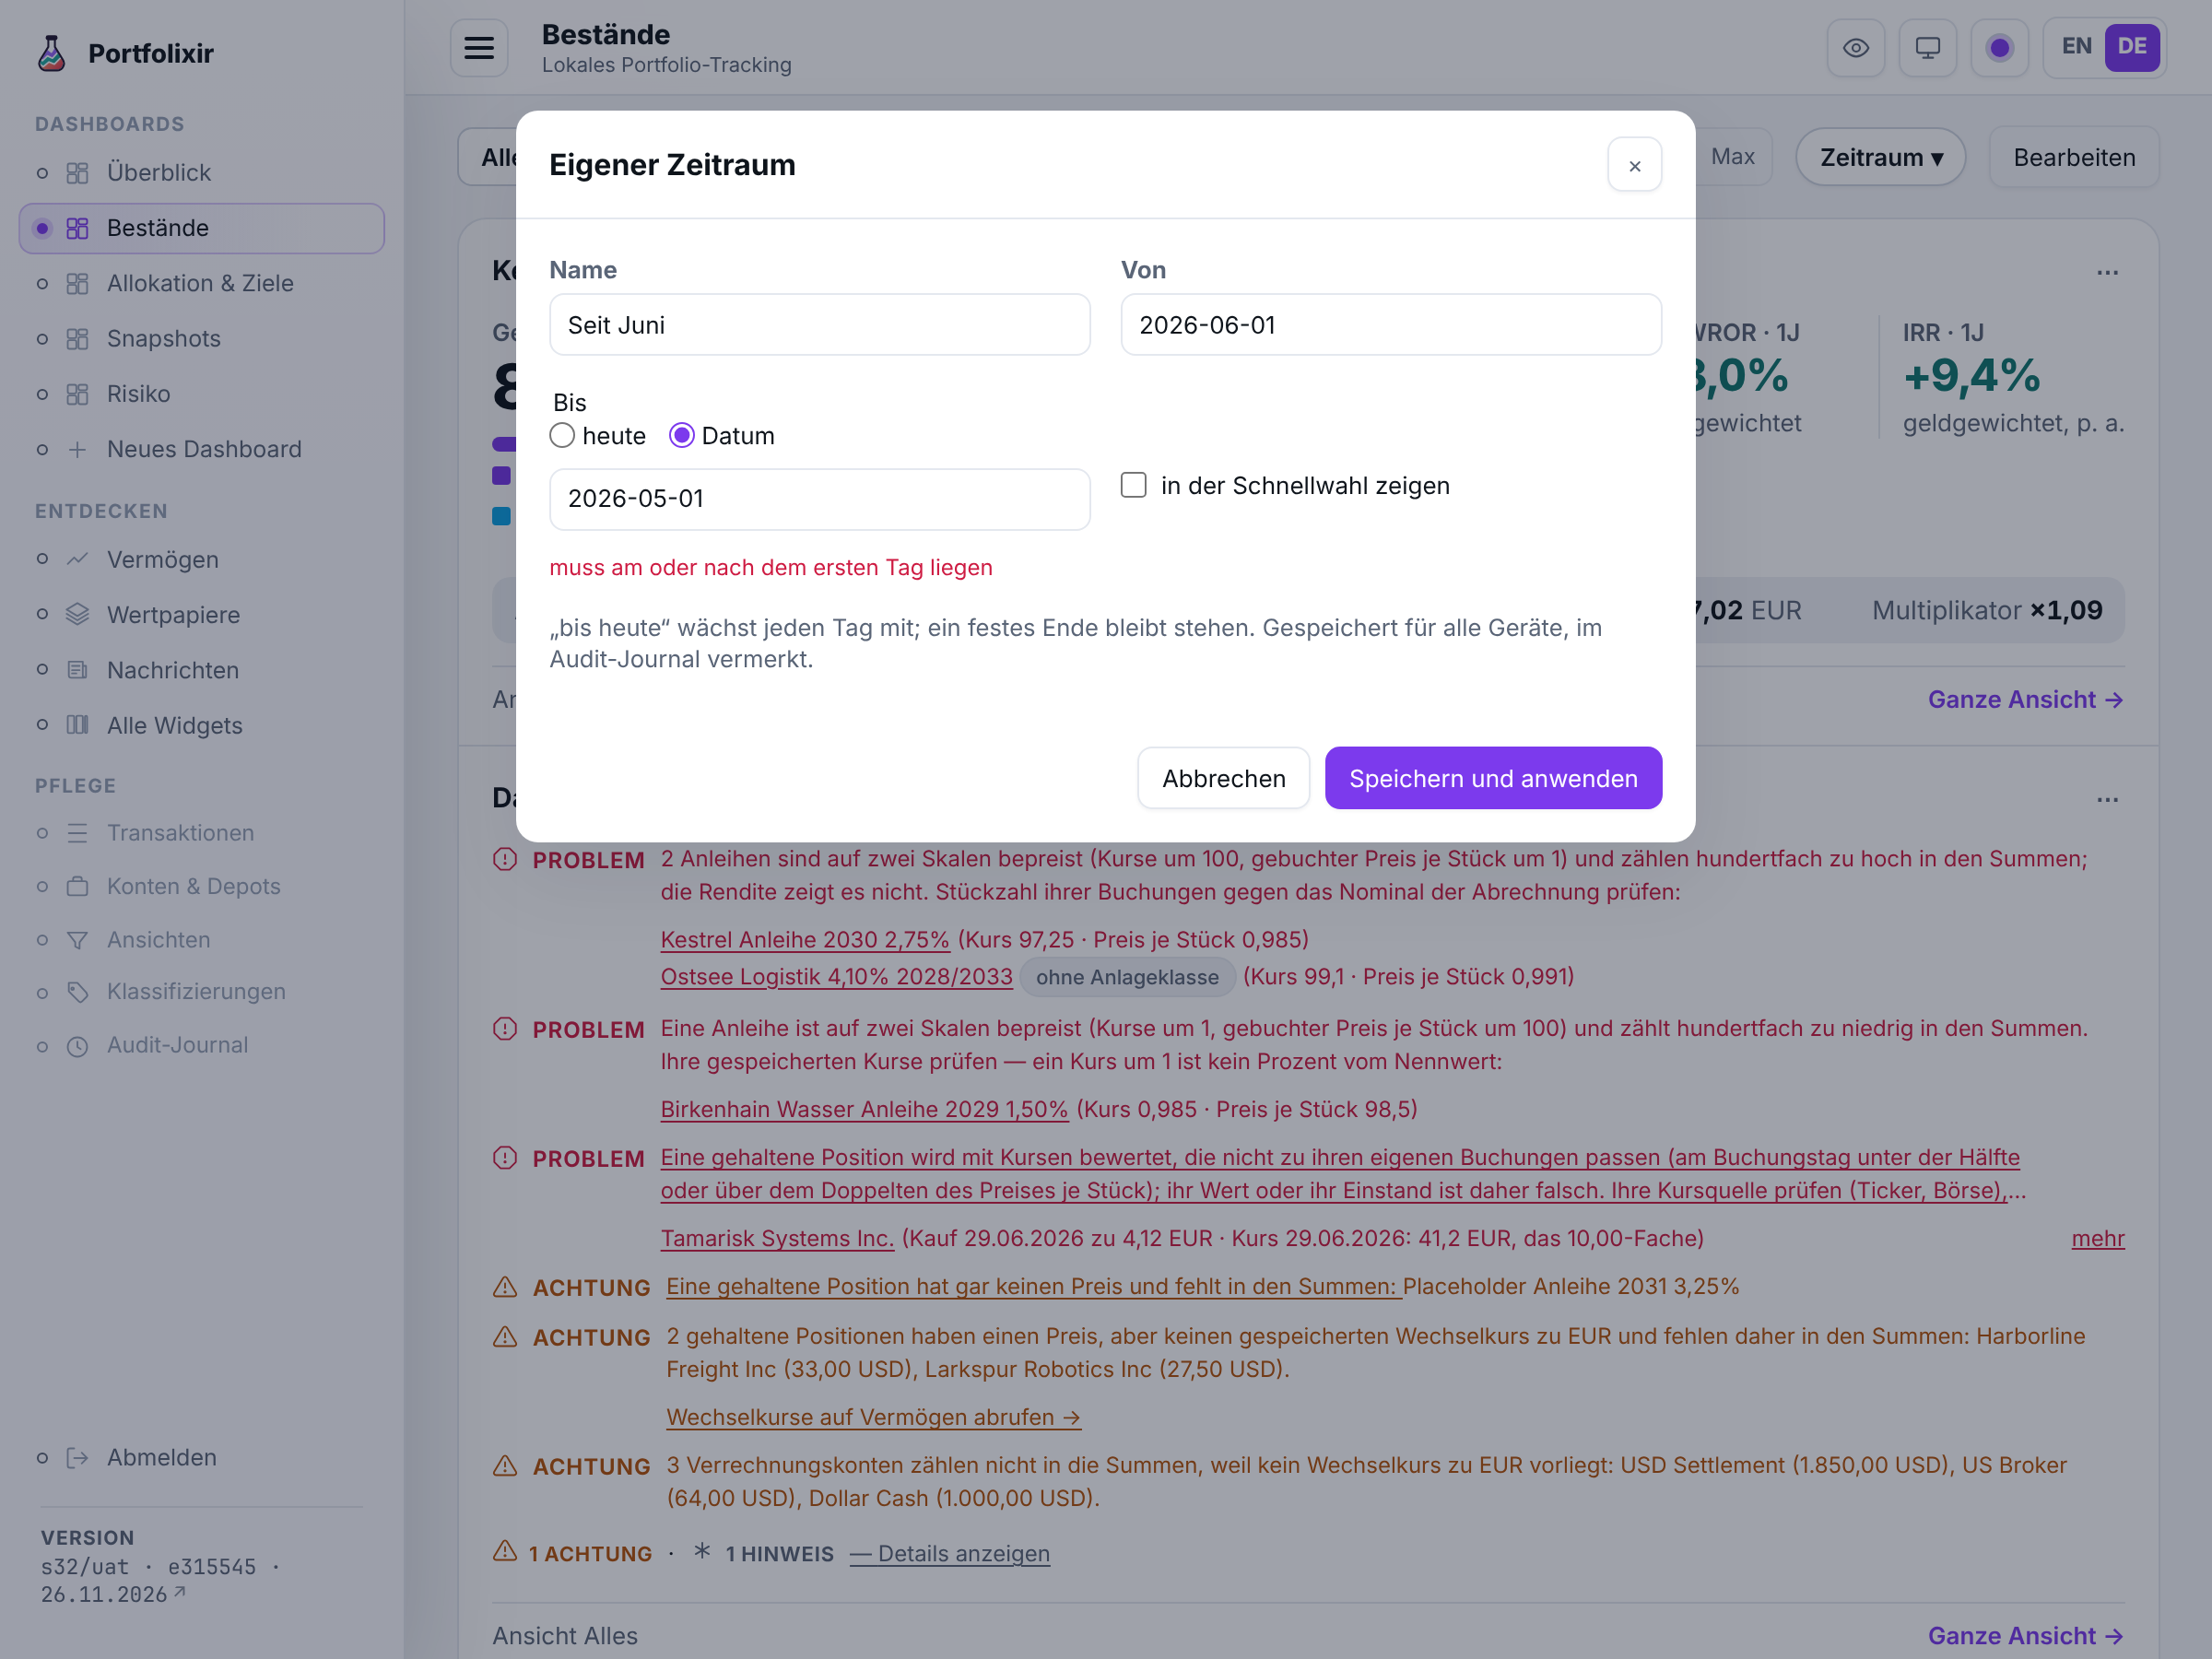 Portfolixir
DASHBOARDS
Überblick
Bestände
Allokation & Ziele
Snapshots
Risiko
Neues Dashboard
ENTDECKEN
Vermögen
Wertpapiere
Nachrichten
Alle Widgets
PFLEGE
Transaktionen
Konten & Depots
Ansichten
Klassifizierungen
Audit-Journal
Abmelden
VERSION
s32/uat · e315545 ·
26.11.2026↗
Bestände
Lokales Portfolio-Tracking
EN DE
Max
Zeitraum ▾
Bearbeiten
Eigener Zeitraum
×
Name
Seit Juni
Von
2026-06-01
Bis
heute
Datum
2026-05-01
in der Schnellwahl zeigen
muss am oder nach dem ersten Tag liegen
„bis heute“ wächst jeden Tag mit; ein festes Ende bleibt stehen. Gespeichert für alle Geräte, im
Audit-Journal vermerkt.
Abbrechen
Speichern und anwenden
· 1J
IRR · 1J
+9,4%
geldgewichtet, p. a.
EUR
Multiplikator ×1,09
Ganze Ansicht →
PROBLEM 2 Anleihen sind auf zwei Skalen bepreist (Kurse um 100, gebuchter Preis je Stück um 1) und zählen hundertfach zu hoch in den Summen;
die Rendite zeigt es nicht. Stückzahl ihrer Buchungen gegen das Nominal der Abrechnung prüfen:
Kestrel Anleihe 2030 2,75% (Kurs 97,25 · Preis je Stück 0,985)
Ostsee Logistik 4,10% 2028/2033 ohne Anlageklasse (Kurs 99,1 · Preis je Stück 0,991)
PROBLEM Eine Anleihe ist auf zwei Skalen bepreist (Kurse um 1, gebuchter Preis je Stück um 100) und zählt hundertfach zu niedrig in den Summen.
Ihre gespeicherten Kurse prüfen — ein Kurs um 1 ist kein Prozent vom Nennwert:
Birkenhain Wasser Anleihe 2029 1,50% (Kurs 0,985 · Preis je Stück 98,5)
PROBLEM Eine gehaltene Position wird mit Kursen bewertet, die nicht zu ihren eigenen Buchungen passen (am Buchungstag unter der Hälfte
oder über dem Doppelten des Preises je Stück); ihr Wert oder ihr Einstand ist daher falsch. Ihre Kursquelle prüfen (Ticker, Börse),...
Tamarisk Systems Inc. (Kauf 29.06.2026 zu 4,12 EUR · Kurs 29.06.2026: 41,2 EUR, das 10,00-Fache)
mehr
ACHTUNG Eine gehaltene Position hat gar keinen Preis und fehlt in den Summen: Placeholder Anleihe 2031 3,25%
ACHTUNG 2 gehaltene Positionen haben einen Preis, aber keinen gespeicherten Wechselkurs zu EUR und fehlen daher in den Summen: Harborline
Freight Inc (33,00 USD), Larkspur Robotics Inc (27,50 USD).
Wechselkurse auf Vermögen abrufen →
ACHTUNG 3 Verrechnungskonten zählen nicht in die Summen, weil kein Wechselkurs zu EUR vorliegt: USD Settlement (1.850,00 USD), US Broker
(64,00 USD), Dollar Cash (1.000,00 USD).
1 ACHTUNG · 1 HINWEIS — Details anzeigen
Ansicht Alles
Ganze Ansicht →